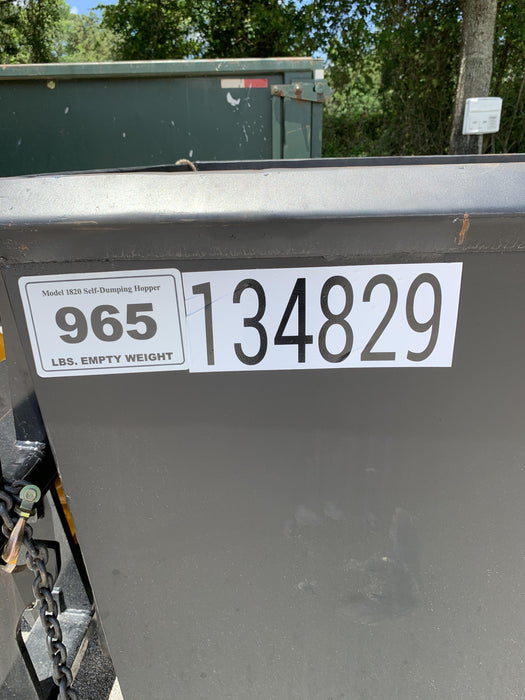 Model 1820 Self-Dumping Hopper
965
LBS. EMPTY WEIGHT
134829